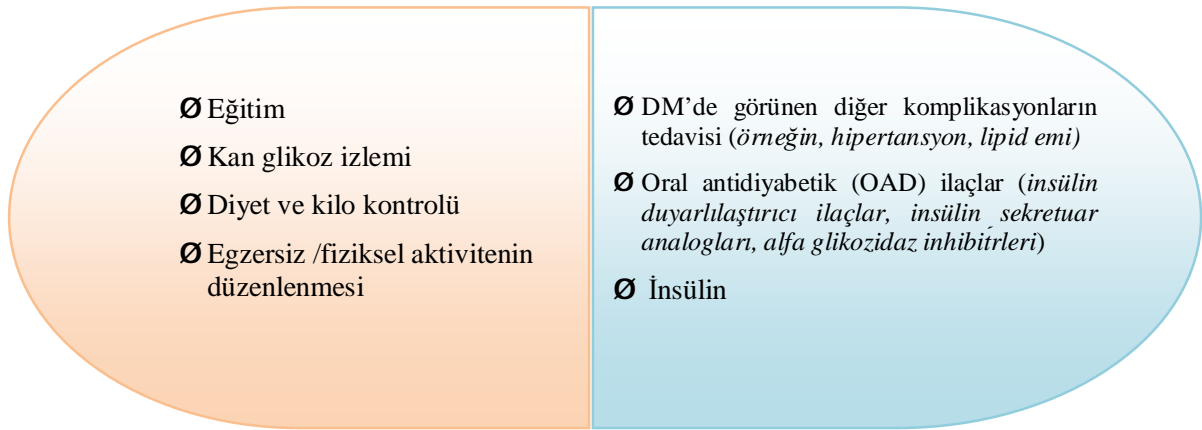 Ø Eğitim
Ø Kan glikoz izlemi
Ø Diyet ve kilo kontrolü
Ø Egzersiz /fiziksel aktivitenin
düzenlenmesi
Ø DM’de görünen diğer komplikasyonların
tedavisi (örneğin, hipertansyon, lipid emi)
Ø Oral antidiyabetik (OAD) ilaçlar (insülin
duyarlılaştırıcı ilaçlar, insülin sekretuar
analogları, alfa glikozidaz inhibitŕleri)
Ø İnsülin